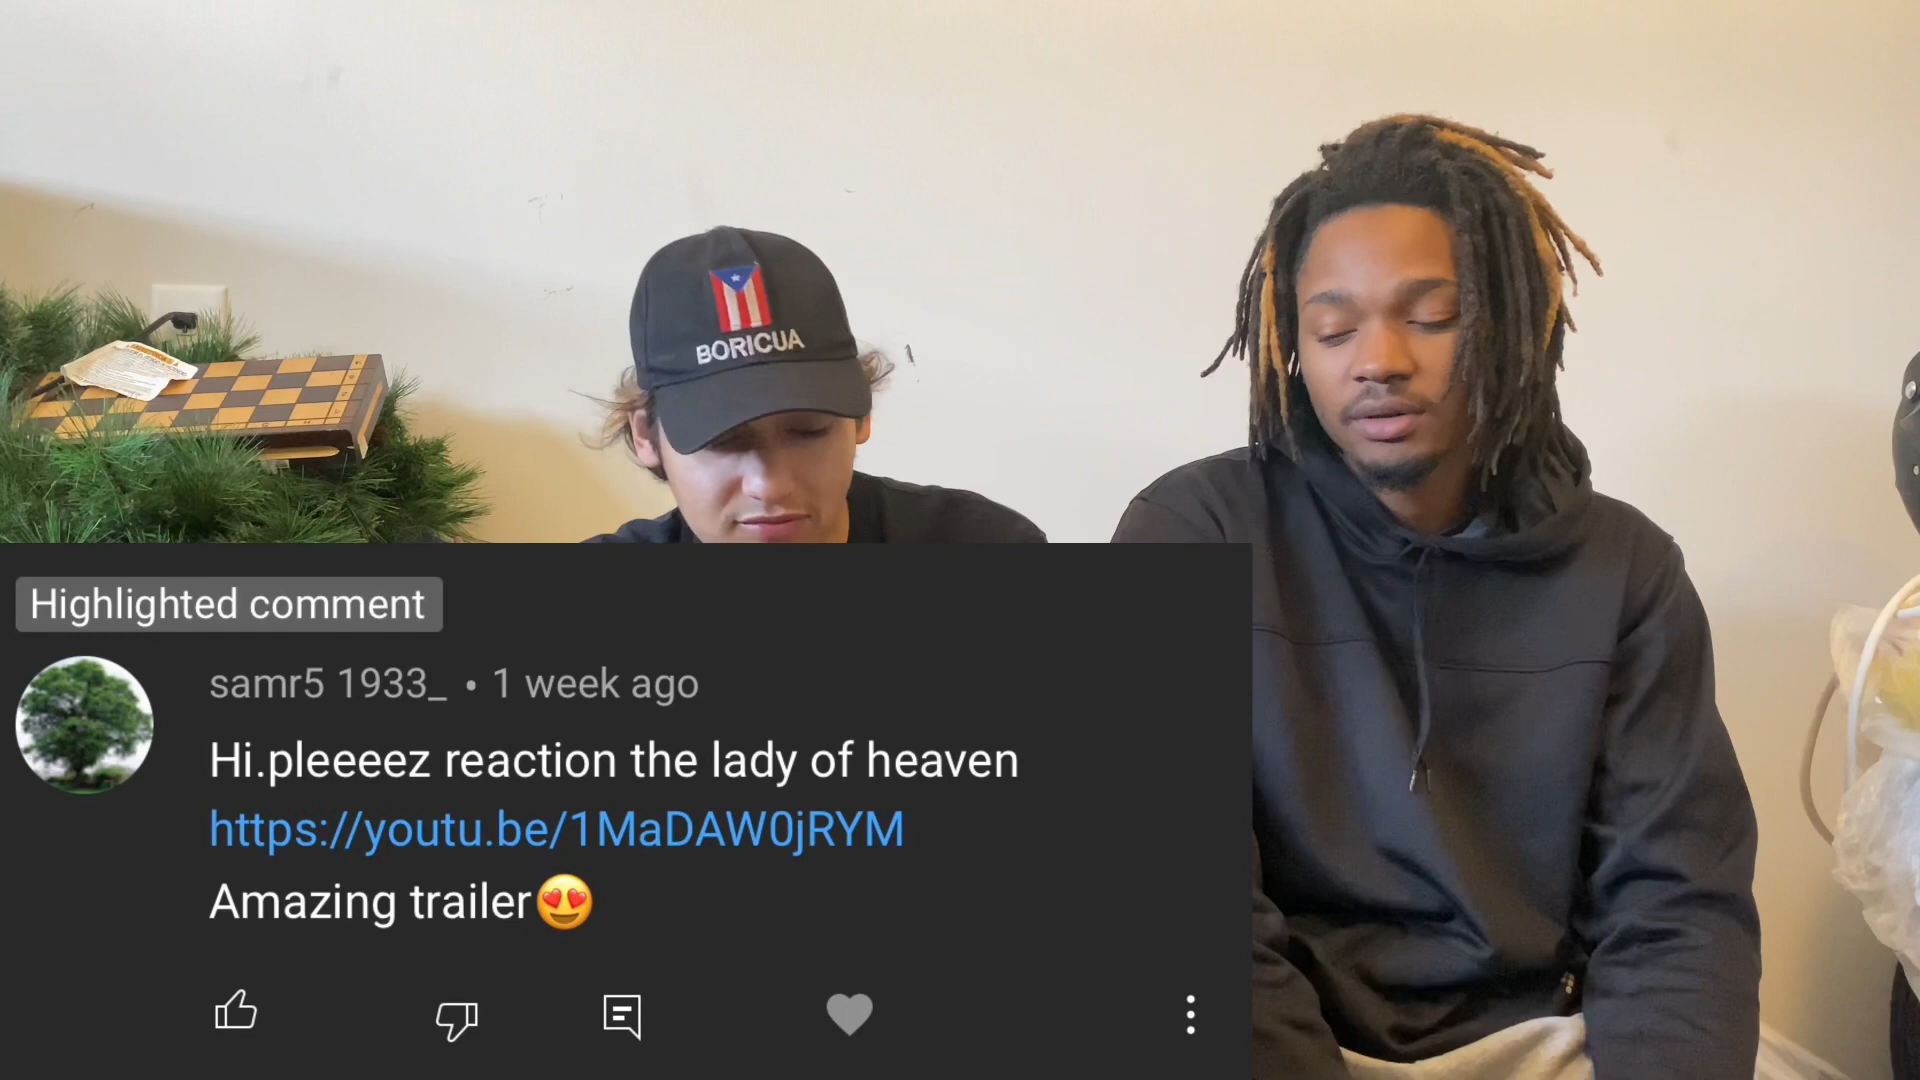 BORICUA
Highlighted comment
samr5 1933_ • 1 week ago
Hi.pleeeez reaction the lady of heaven
https://youtu.be/1MaDAW0jRYM
Amazing trailer😍